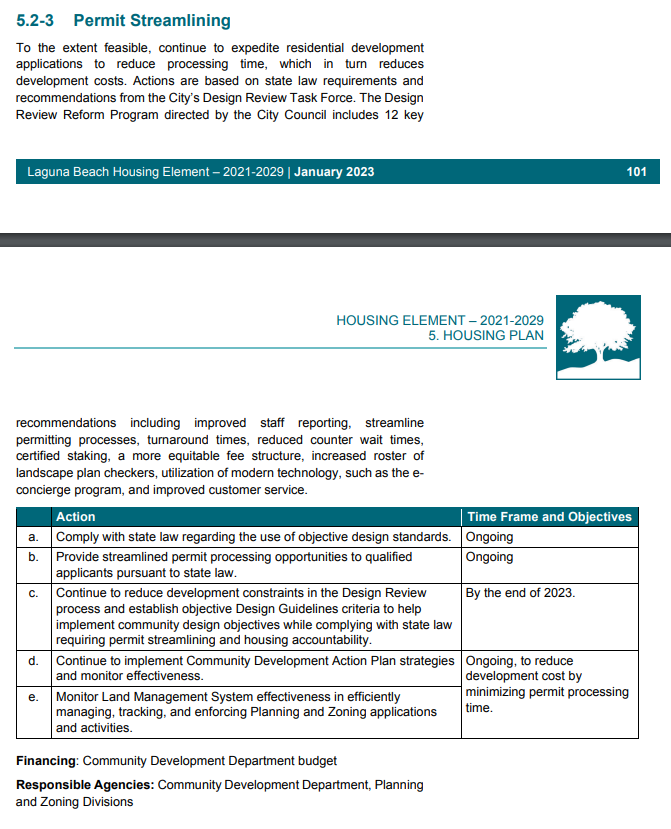 5.2-3 Permit Streamlining
To the extent feasible, continue to expedite residential development
applications to reduce processing time, which in turn reduces
development costs. Actions are based on state law requirements and
recommendations from the City's Design Review Task Force. The Design
Review Reform Program directed by the City Council includes 12 key
Laguna Beach Housing Element – 2021-2029 | January 2023 101
HOUSING ELEMENT – 2021-2029
5. HOUSING PLAN
recommendations including improved staff reporting, streamline
permitting processes, turnaround times, reduced counter wait times,
certified staking, a more equitable fee structure, increased roster of
landscape plan checkers, utilization of modern technology, such as the e-
concierge program, and improved customer service.
Action Time Frame and Objectives
a. Comply with state law regarding the use of objective design standards. Ongoing
b. Provide streamlined permit processing opportunities to qualified Ongoing
applicants pursuant to state law.
c. Continue to reduce development constraints in the Design Review By the end of 2023.
process and establish objective Design Guidelines criteria to help
implement community design objectives while complying with state law
requiring permit streamlining and housing accountability.
d. Continue to implement Community Development Action Plan strategies Ongoing, to reduce
and monitor effectiveness. development cost by
e. Monitor Land Management System effectiveness in efficiently minimizing permit processing
managing, tracking, and enforcing Planning and Zoning applications time.
and activities.
Financing: Community Development Department budget
Responsible Agencies: Community Development Department, Planning
and Zoning Divisions